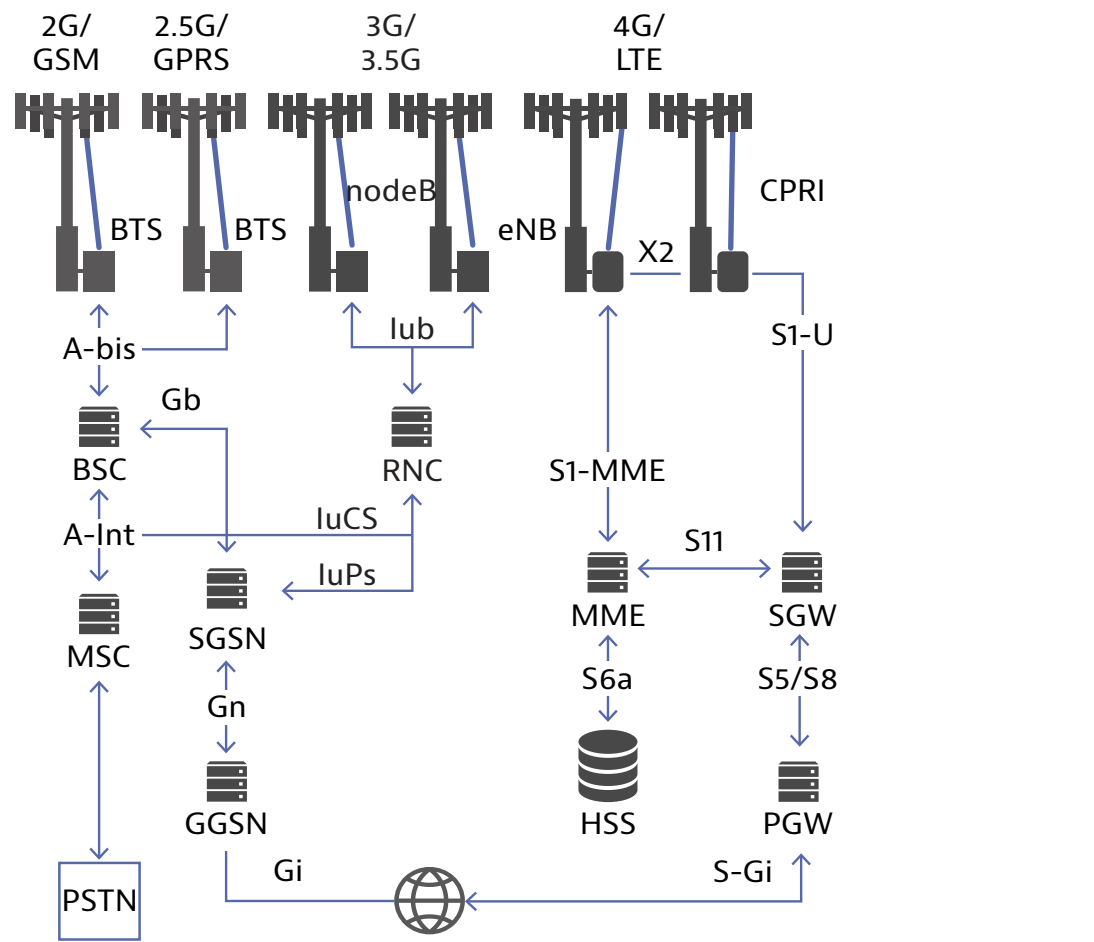 2G/
GSM
2.5G/
GPRS
3G/
3.5G
4G/
LTE
nodeB
CPRI
BTS
BTS
eNB
X2
A-bis
Iub
S1-U
Gb
BSC
RNC
S1-MME
A-Int
IuCS
S11
IuPs
MME
SGW
SGSN
MSC
S6a
S5/S8
Gn
GGSN
HSS
PGW
Gi
S-Gi
PSTN